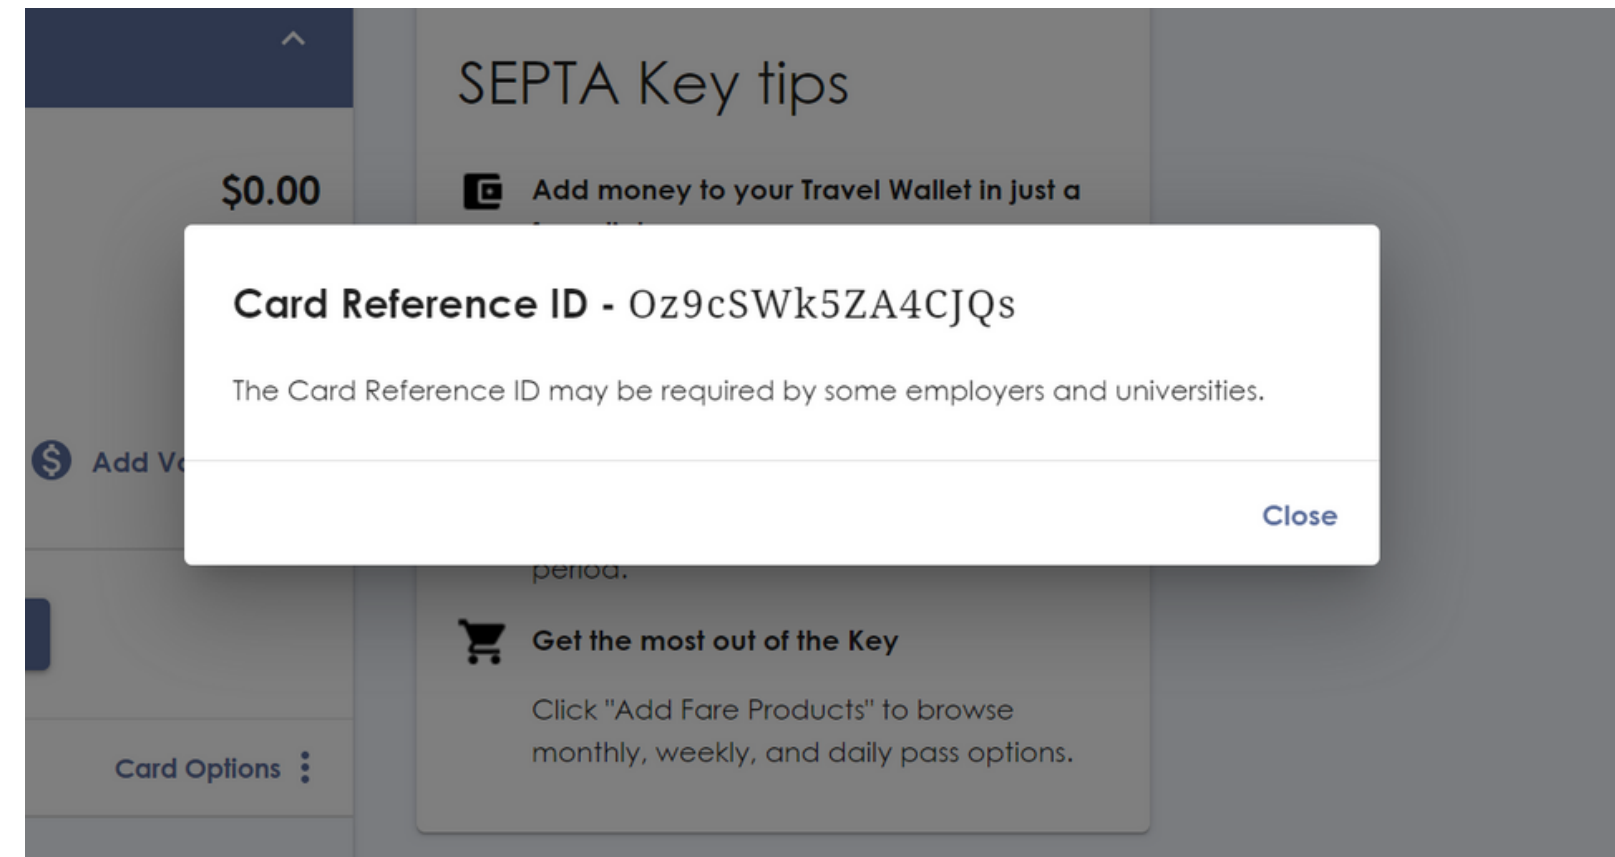 SEPTA Key tips
$0.00
Add money to your Travel Wallet in just a
Card Reference ID - Oz9cSWk5ZA4CJQs
The Card Reference ID may be required by some employers and universities.
Add
Close
period.
Get the most out of the Key
Click "Add Fare Products" to browse
monthly, weekly, and daily pass options.
Card Options